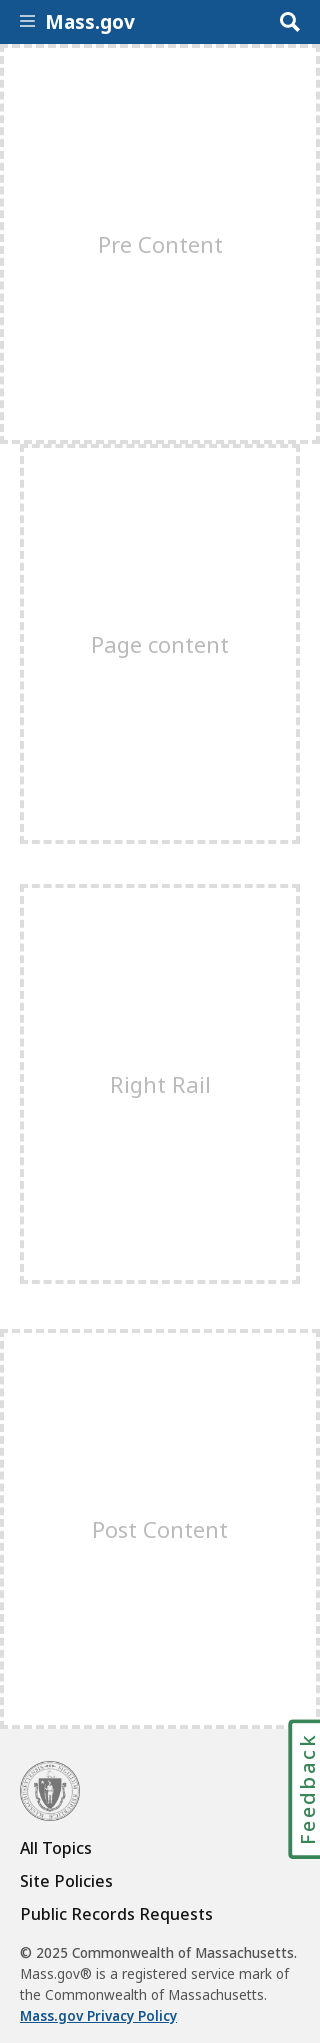 Mass.gov
Pre Content
Page content
Right Rail
Post Content
Feedback
All Topics
Site Policies
Public Records Requests
© 2025 Commonwealth of Massachusetts.
Mass.gov® is a registered service mark of
the Commonwealth of Massachusetts.
Mass.gov Privacy Policy